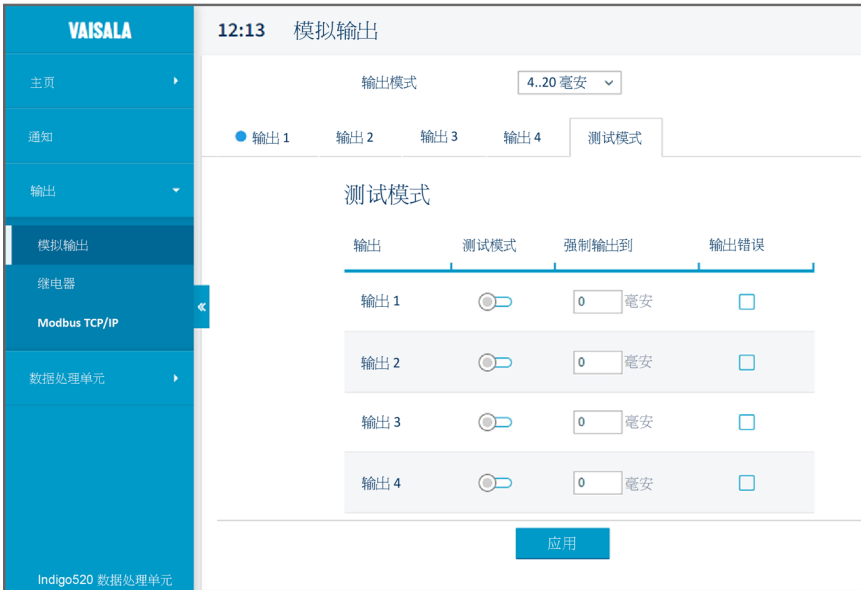 VAISALA
12:13 模拟输出
主页
通知
输出
模拟输出
继电器
Modbus TCP/IP
数据处理单元
Indigo520 数据处理单元
输出模式 4..20 毫安
输出 1 输出 2 输出 3 输出 4 测试模式
测试模式
输出 测试模式 强制输出到 输出错误
输出 1 0 毫安
输出 2 0 毫安
输出 3 0 毫安
输出 4 0 毫安
应用